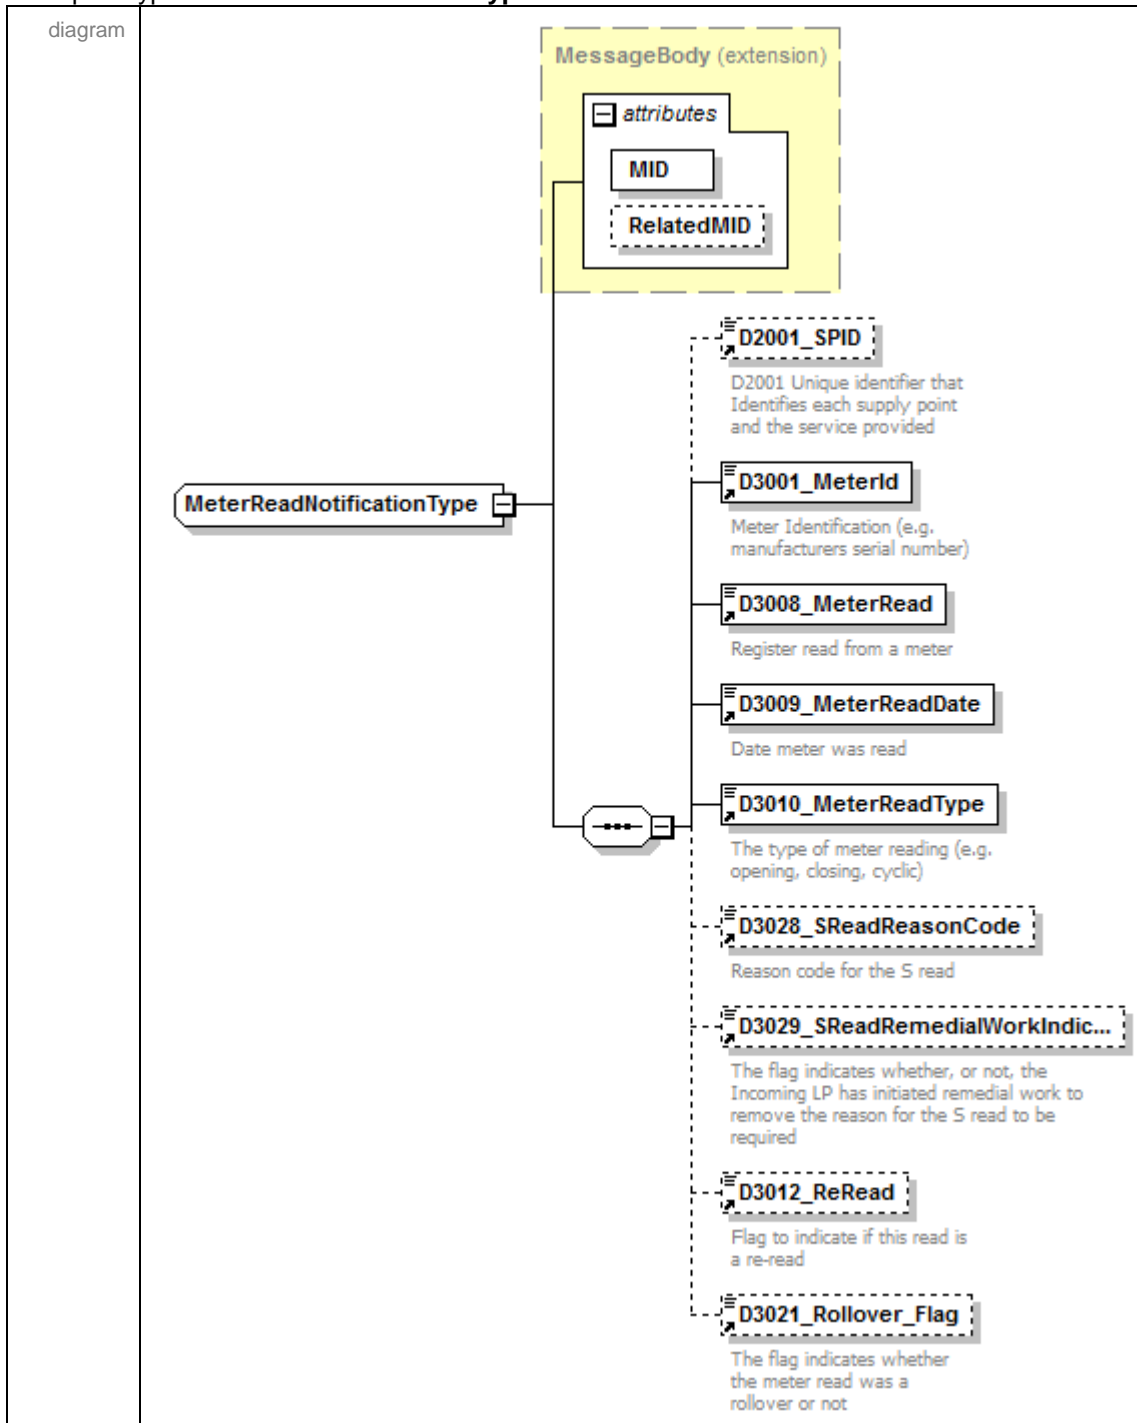 diagram
MessageBody (extension)
attributes
MID
RelatedMID
D2001_SPID
D2001 Unique identifier that
Identifies each supply point
and the service provided
MeterReadNotificationType
D3001_MeterId
Meter Identification (e.g.
manufacturers serial number)
D3008_MeterRead
Register read from a meter
D3009_MeterReadDate
Date meter was read
D3010_MeterReadType
The type of meter reading (e.g.
opening, closing, cyclic)
D3028_SReadReasonCode
Reason code for the S read
D3029_SReadRemedialWorkIndic...
The flag indicates whether, or not, the
Incoming LP has initiated remedial work to
remove the reason for the S read to be
required
D3012_ReRead
Flag to indicate if this read is
a re-read
D3021_Rollover_Flag
The flag indicates whether
the meter read was a
rollover or not